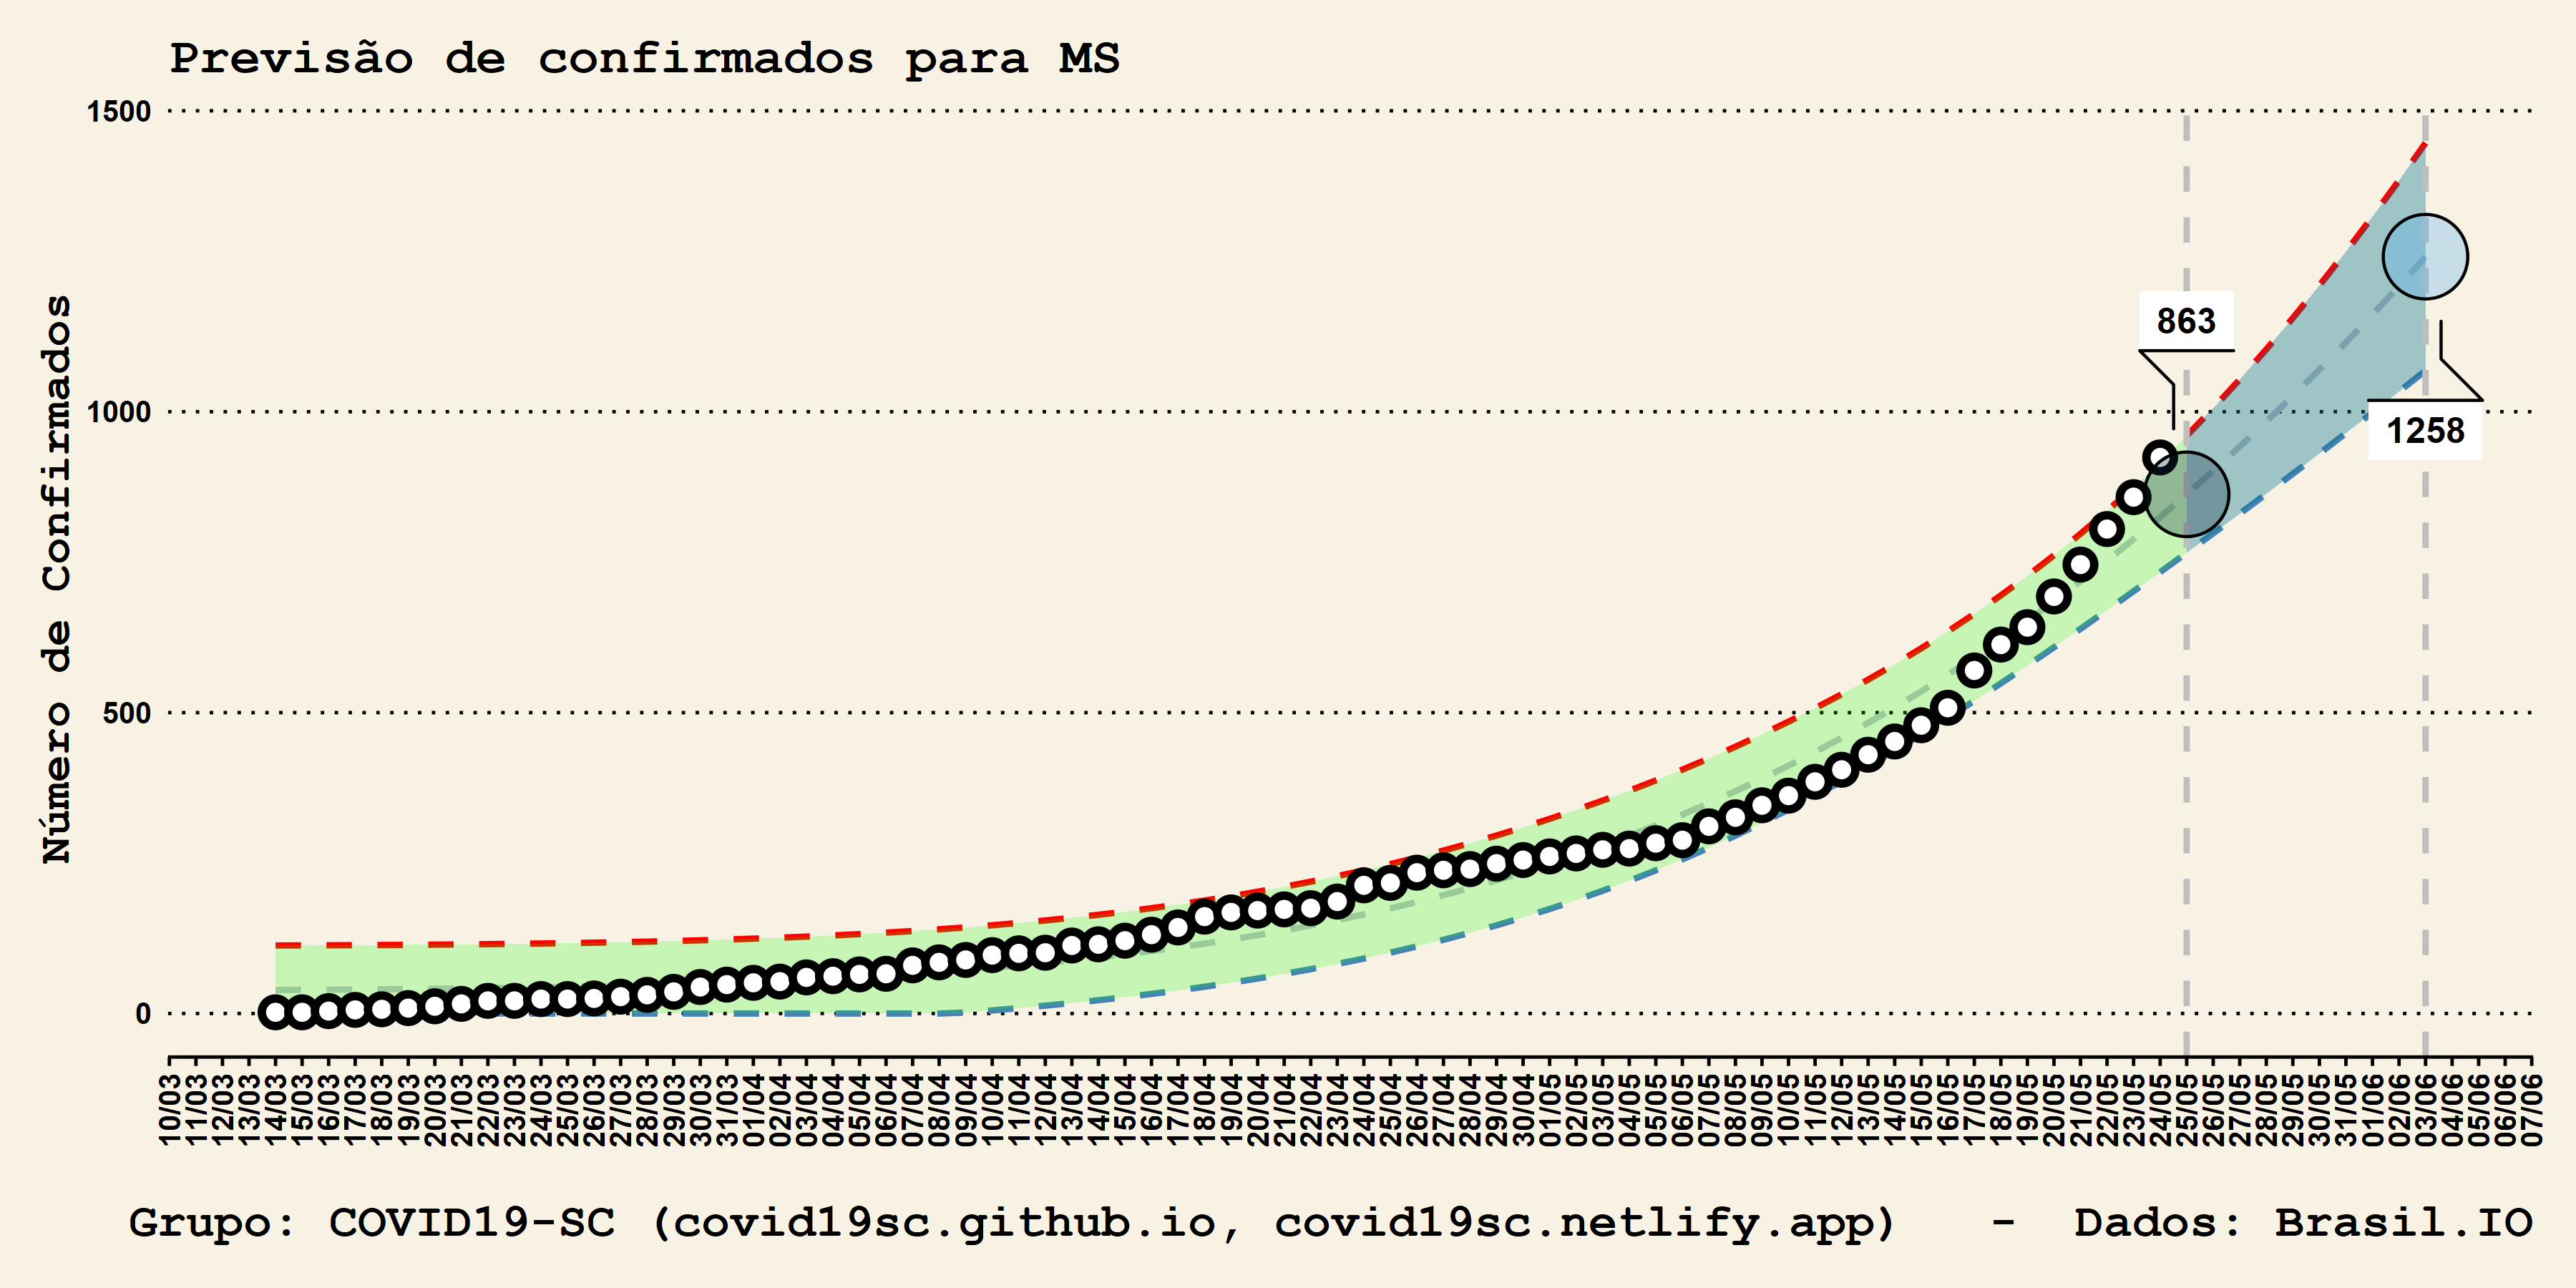 Previsão de confirmados para MS
Número de Confirmados
1500
1000
500
0
863
1258
10/03 11/03 12/03 13/03 14/03 15/03 16/03 17/03 18/03 19/03 20/03 21/03 22/03 23/03 24/03 25/03 26/03 27/03 28/03 29/03 30/03 31/03 01/04 02/04 03/04 04/04 05/04 06/04 07/04 08/04 09/04 10/04 11/04 12/04 13/04 14/04 15/04 16/04 17/04 18/04 19/04 20/04 21/04 22/04 23/04 24/04 25/04 26/04 27/04 28/04 29/04 30/04 01/05 02/05 03/05 04/05 05/05 06/05 07/05 08/05 09/05 10/05 11/05 12/05 13/05 14/05 15/05 16/05 17/05 18/05 19/05 20/05 21/05 22/05 23/05 24/05 25/05 26/05 27/05 28/05 29/05 30/05 31/05 01/06 02/06 03/06 04/06 05/06 06/06 07/06
Grupo: COVID19-SC (covid19sc.github.io, covid19sc.netlify.app) - Dados: Brasil.IO